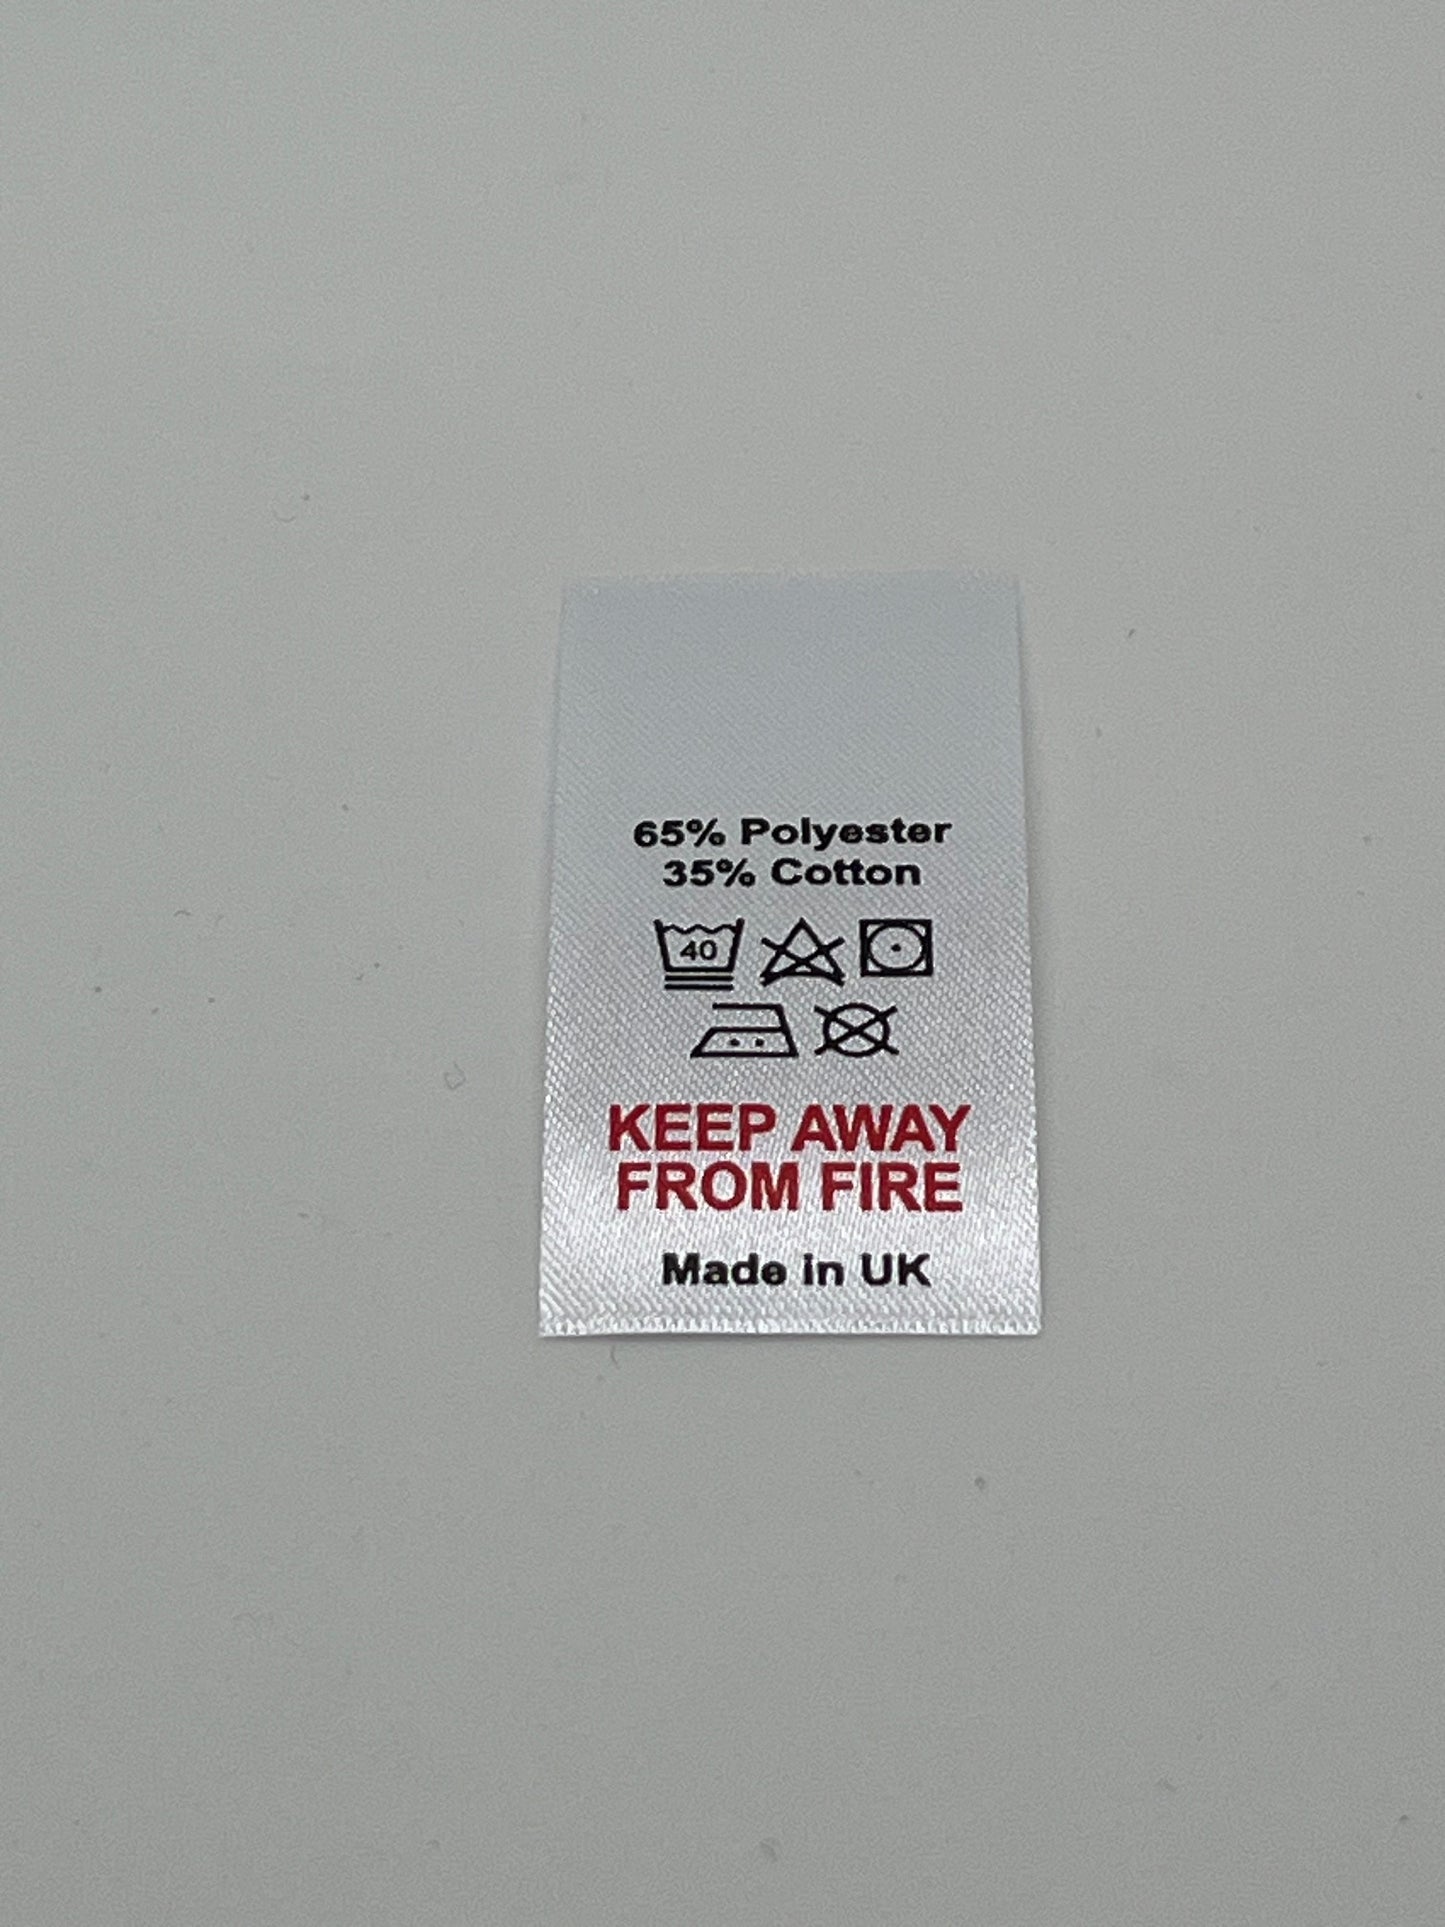 65% Polyester
35% Cotton
40
KEEP AWAY
FROM FIRE
Made in UK